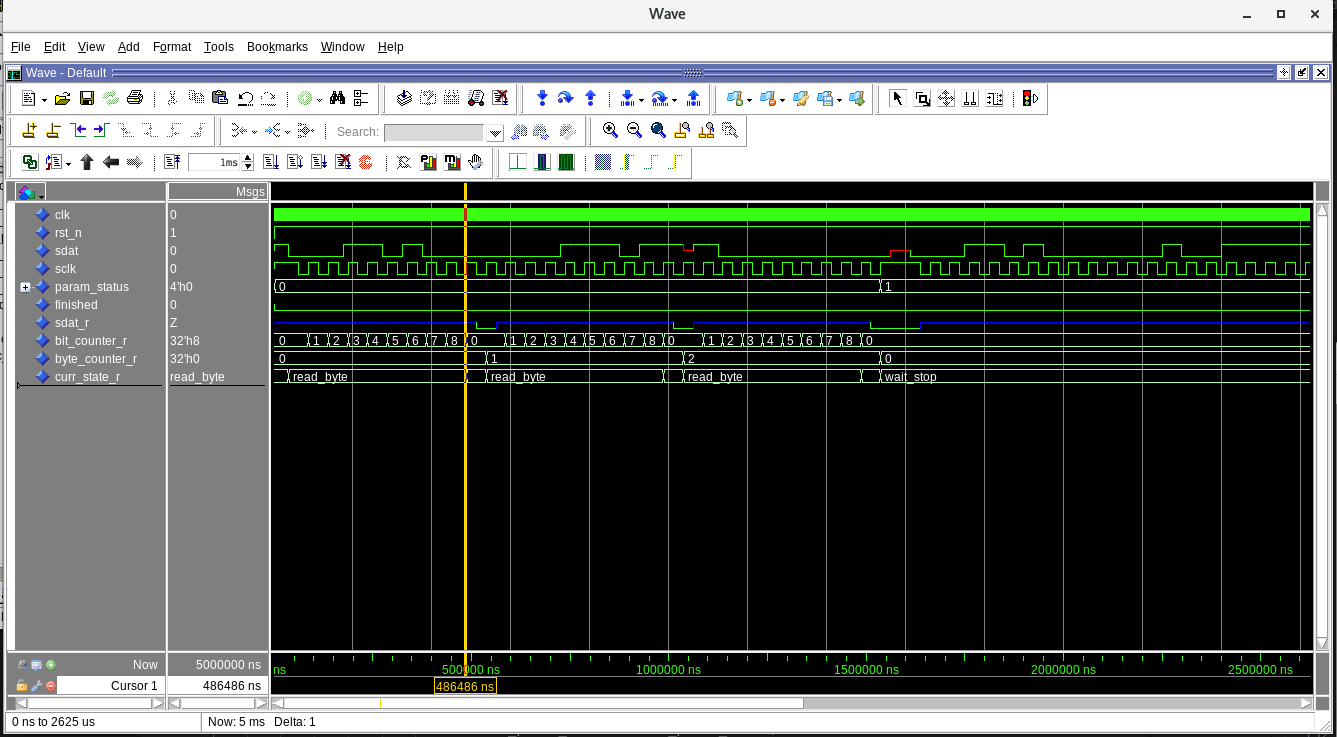 Wave
File Edit View Add Format Tools Bookmarks Window Help
Wave - Default
Search:
1ms
Msgs
clk 0
rst_n 1
sdat 0
sclk 0
param_status 4'h0 0 1
finished 0
sdat_r Z
bit_counter_r 32'h8 0 1 2 3 4 5 6 7 8 0 1 2 3 4 5 6 7 8 0 1 2 3 4 5 6 7 8 0
byte_counter_r 32'h0 0 1 2 0
curr_state_r read_byte read_byte read_byte read_byte wait_stop
Now 5000000 ns ns 500000 ns 1000000 ns 1500000 ns 2000000 ns 2500000 ns
Cursor 1 486486 ns 486486 ns
0 ns to 2625 us Now: 5 ms Delta: 1